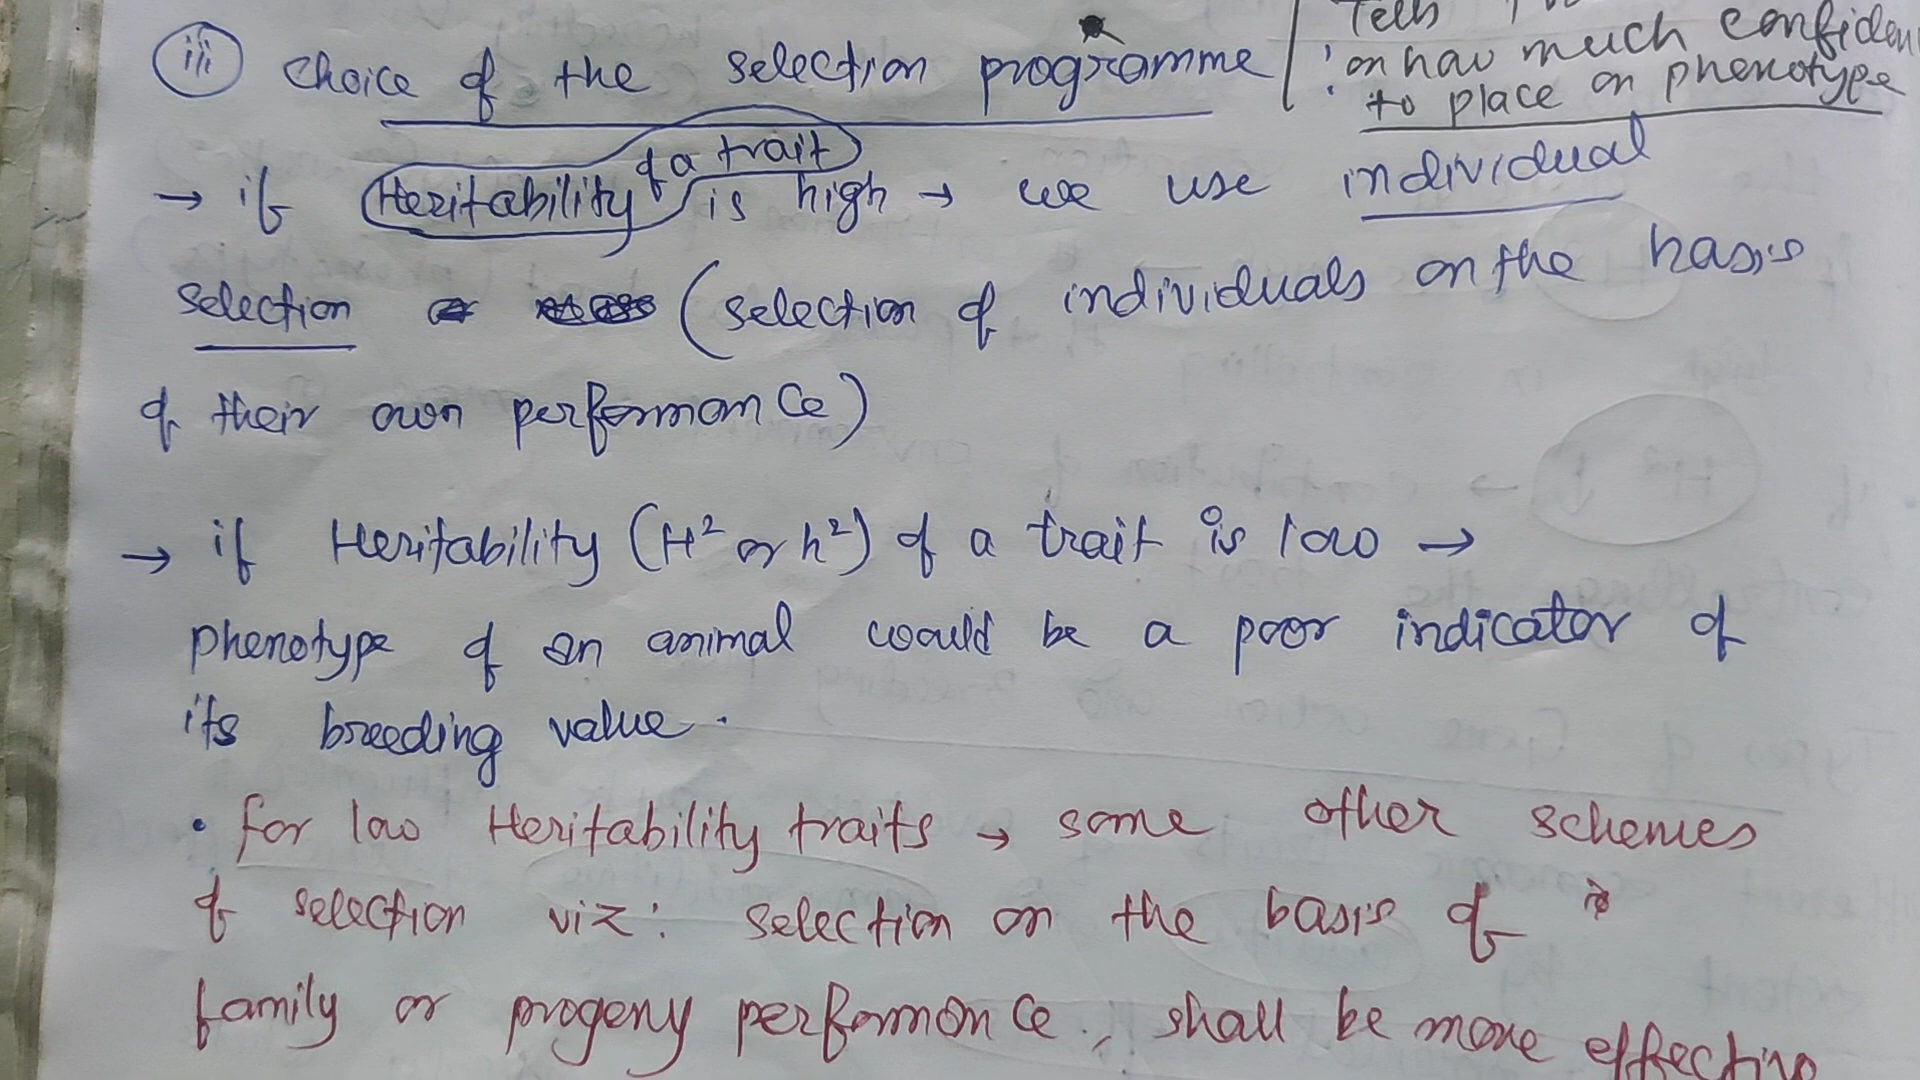 Tells
on how much confiden
to place on phenotype
iii choice of the selection programme
→ if Heritability of a trait is high → we use individual
selection (selection of individuals on the basis
of their own performance)
→ if Heritability (H² or h²) of a trait is low →
phenotype of an animal would be a poor indicator of
its breeding value.
• for low Heritability traits → some other schemes
of selection viz: selection on the basis of
family or progeny performance, shall be more effective